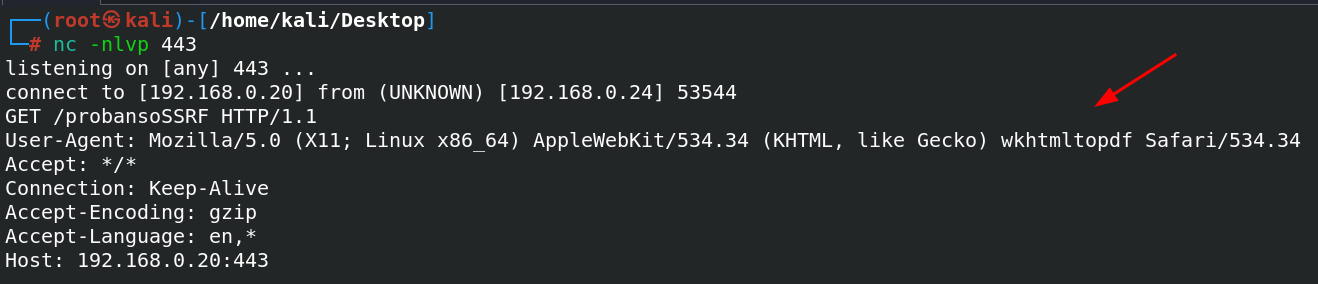 ┌──(root㉿kali)-[/home/kali/Desktop]
└─# nc -nlvp 443
listening on [any] 443 ...
connect to [192.168.0.20] from (UNKNOWN) [192.168.0.24] 53544
GET /probansoSSRF HTTP/1.1
User-Agent: Mozilla/5.0 (X11; Linux x86_64) AppleWebKit/534.34 (KHTML, like Gecko) wkhtmltopdf Safari/534.34
Accept: */*
Connection: Keep-Alive
Accept-Encoding: gzip
Accept-Language: en,*
Host: 192.168.0.20:443